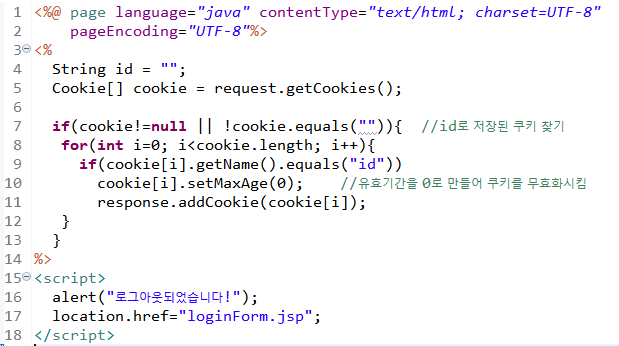 1 <%@ page language="java" contentType="text/html; charset=UTF-8"
2     pageEncoding="UTF-8"%>
3 <%
4   String id = "";
5   Cookie[] cookie = request.getCookies();
6
7   if(cookie!=null || !cookie.equals("")){  //id로 저장된 쿠키 찾기
8    for(int i=0; i<cookie.length; i++){
9      if(cookie[i].getName().equals("id"))
10        cookie[i].setMaxAge(0);    //유효기간을 0로 만들어 쿠키를 무효화시킴
11        response.addCookie(cookie[i]);
12    }
13   }
14 %>
15 <script>
16   alert("로그아웃되었습니다!");
17   location.href="loginForm.jsp";
18 </script>